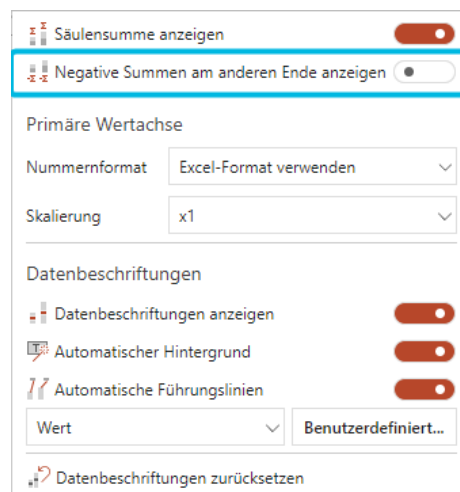 Säulensumme anzeigen
Negative Summen am anderen Ende anzeigen
Primäre Wertachse
Nummernformat Excel-Format verwenden
Skalierung x1
Datenbeschriftungen
Datenbeschriftungen anzeigen
Automatischer Hintergrund
Automatische Führungslinien
Wert Benutzerdefiniert...
Datenbeschriftungen zurücksetzen